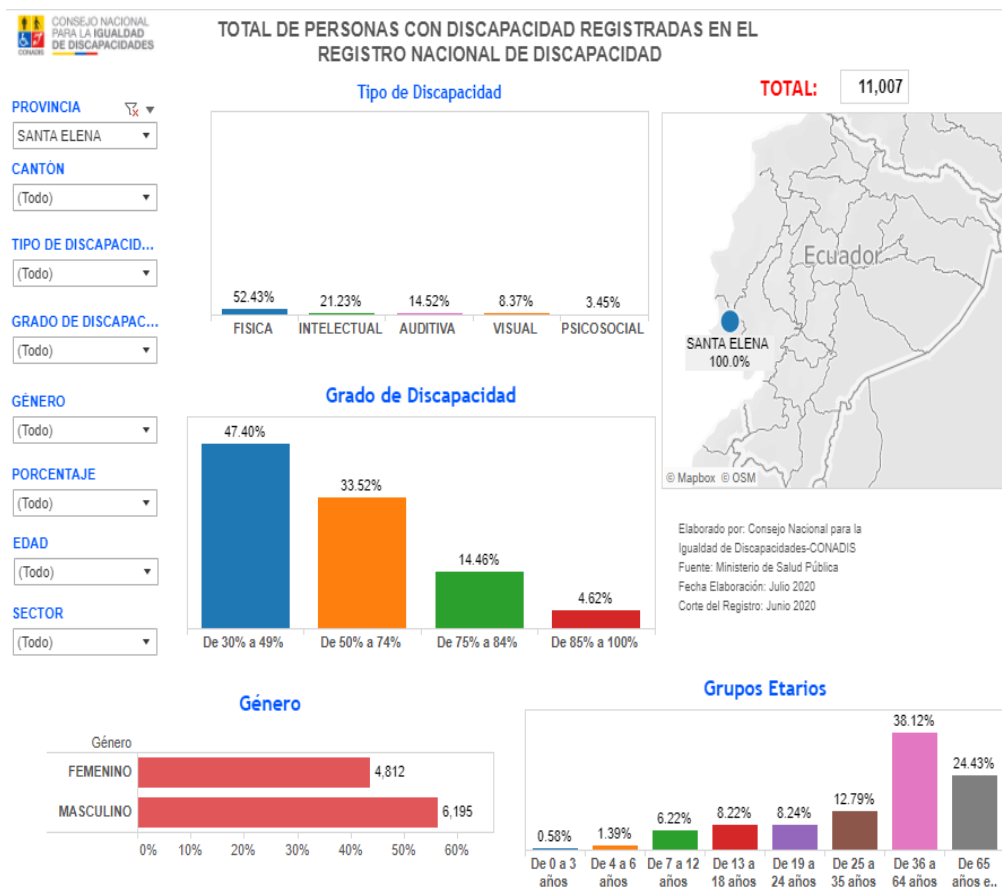 CONSEJO NACIONAL
PARA LA IGUALDAD
DE DISCAPACIDADES
CONADIS
TOTAL DE PERSONAS CON DISCAPACIDAD REGISTRADAS EN EL
REGISTRO NACIONAL DE DISCAPACIDAD
PROVINCIA
SANTA ELENA
CANTÓN
(Todo)
TIPO DE DISCAPACID...
(Todo)
GRADO DE DISCAPAC...
(Todo)
GÉNERO
(Todo)
PORCENTAJE
(Todo)
EDAD
(Todo)
SECTOR
(Todo)
Tipo de Discapacidad
52.43% 21.23% 14.52% 8.37% 3.45%
FISICA INTELECTUAL AUDITIVA VISUAL PSICOSOCIAL
TOTAL: 11,007
Ecuador
SANTA ELENA
100.0%
© Mapbox © OSM
Grado de Discapacidad
47.40%
33.52%
14.46%
4.62%
De 30% a 49% De 50% a 74% De 75% a 84% De 85% a 100%
Elaborado por: Consejo Nacional para la
Igualdad de Discapacidades-CONADIS
Fuente: Ministerio de Salud Pública
Fecha Elaboración: Julio 2020
Corte del Registro: Junio 2020
Género
Género
FEMENINO 4,812
MASCULINO 6,195
0% 10% 20% 30% 40% 50% 60%
Grupos Etarios
0.58% 1.39% 6.22% 8.22% 8.24% 12.79% 38.12% 24.43%
De 0 a 3 De 4 a 6 De 7 a 12 De 13 a De 19 a De 25 a De 36 a De 65
años años años 18 años 24 años 35 años 64 años años e..